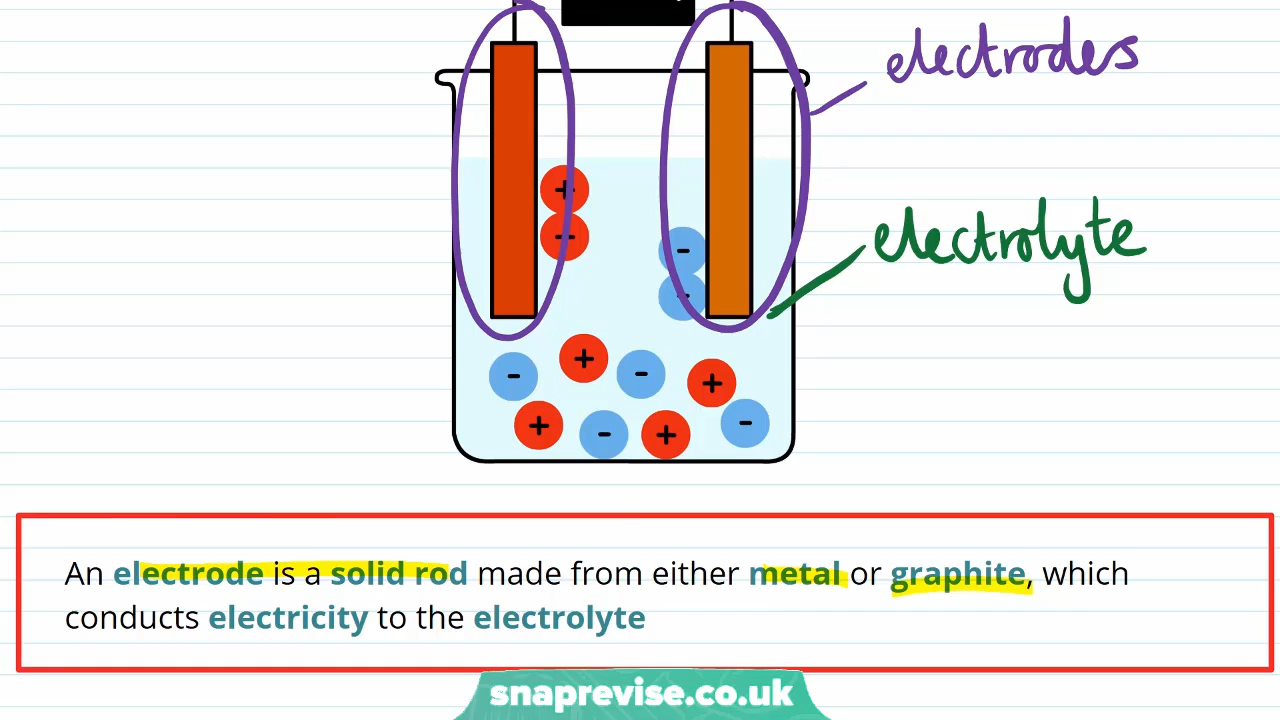 electrodes
+
+
electrolyte
-
-
+
-
-
+
-
+
-
+
An electrode is a solid rod made from either metal or graphite, which
conducts electricity to the electrolyte
snaprevise.co.uk